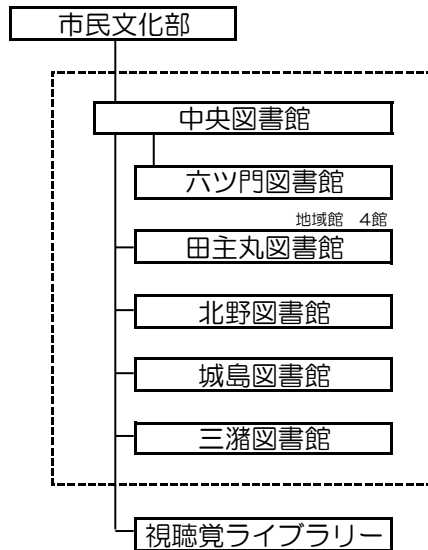 市民文化部
中央図書館
六ツ門図書館
地域館 4館
田主丸図書館
北野図書館
城島図書館
三潴図書館
視聴覚ライブラリー